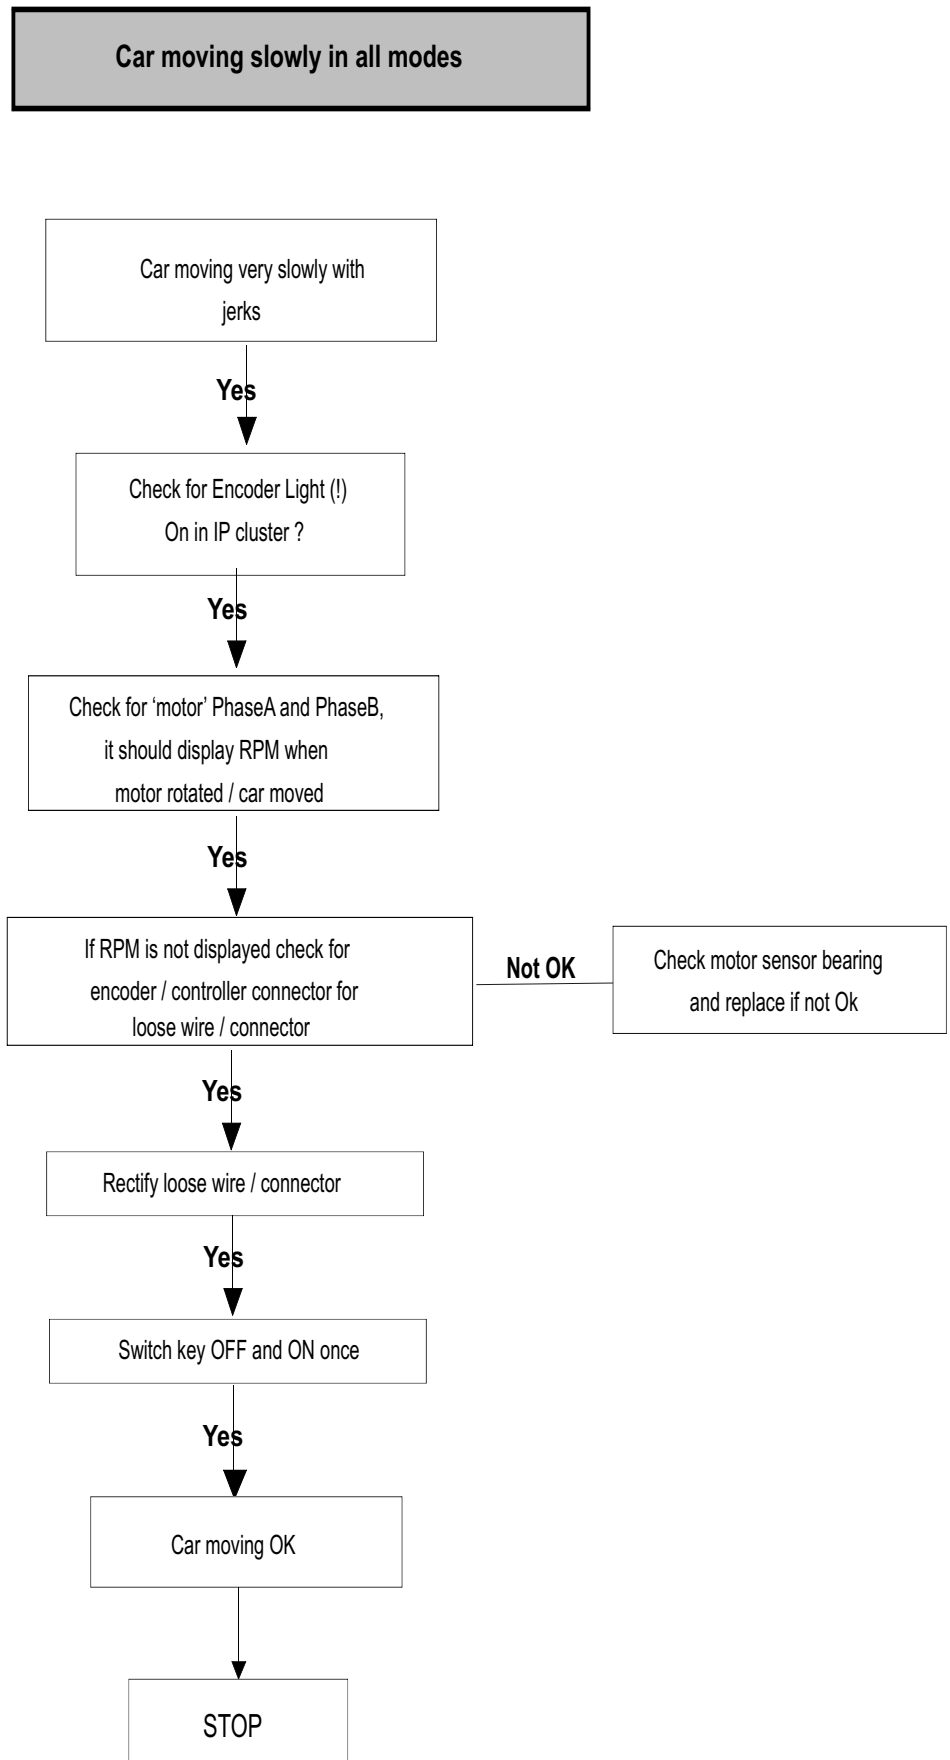 Car moving slowly in all modes
Car moving very slowly with
jerks
Yes
Check for Encoder Light (!)
On in IP cluster ?
Yes
Check for ‘motor’ PhaseA and PhaseB,
it should display RPM when
motor rotated / car moved
Yes
If RPM is not displayed check for
encoder / controller connector for
loose wire / connector
Not OK
Check motor sensor bearing
and replace if not Ok
Yes
Rectify loose wire / connector
Yes
Switch key OFF and ON once
Yes
Car moving OK
STOP